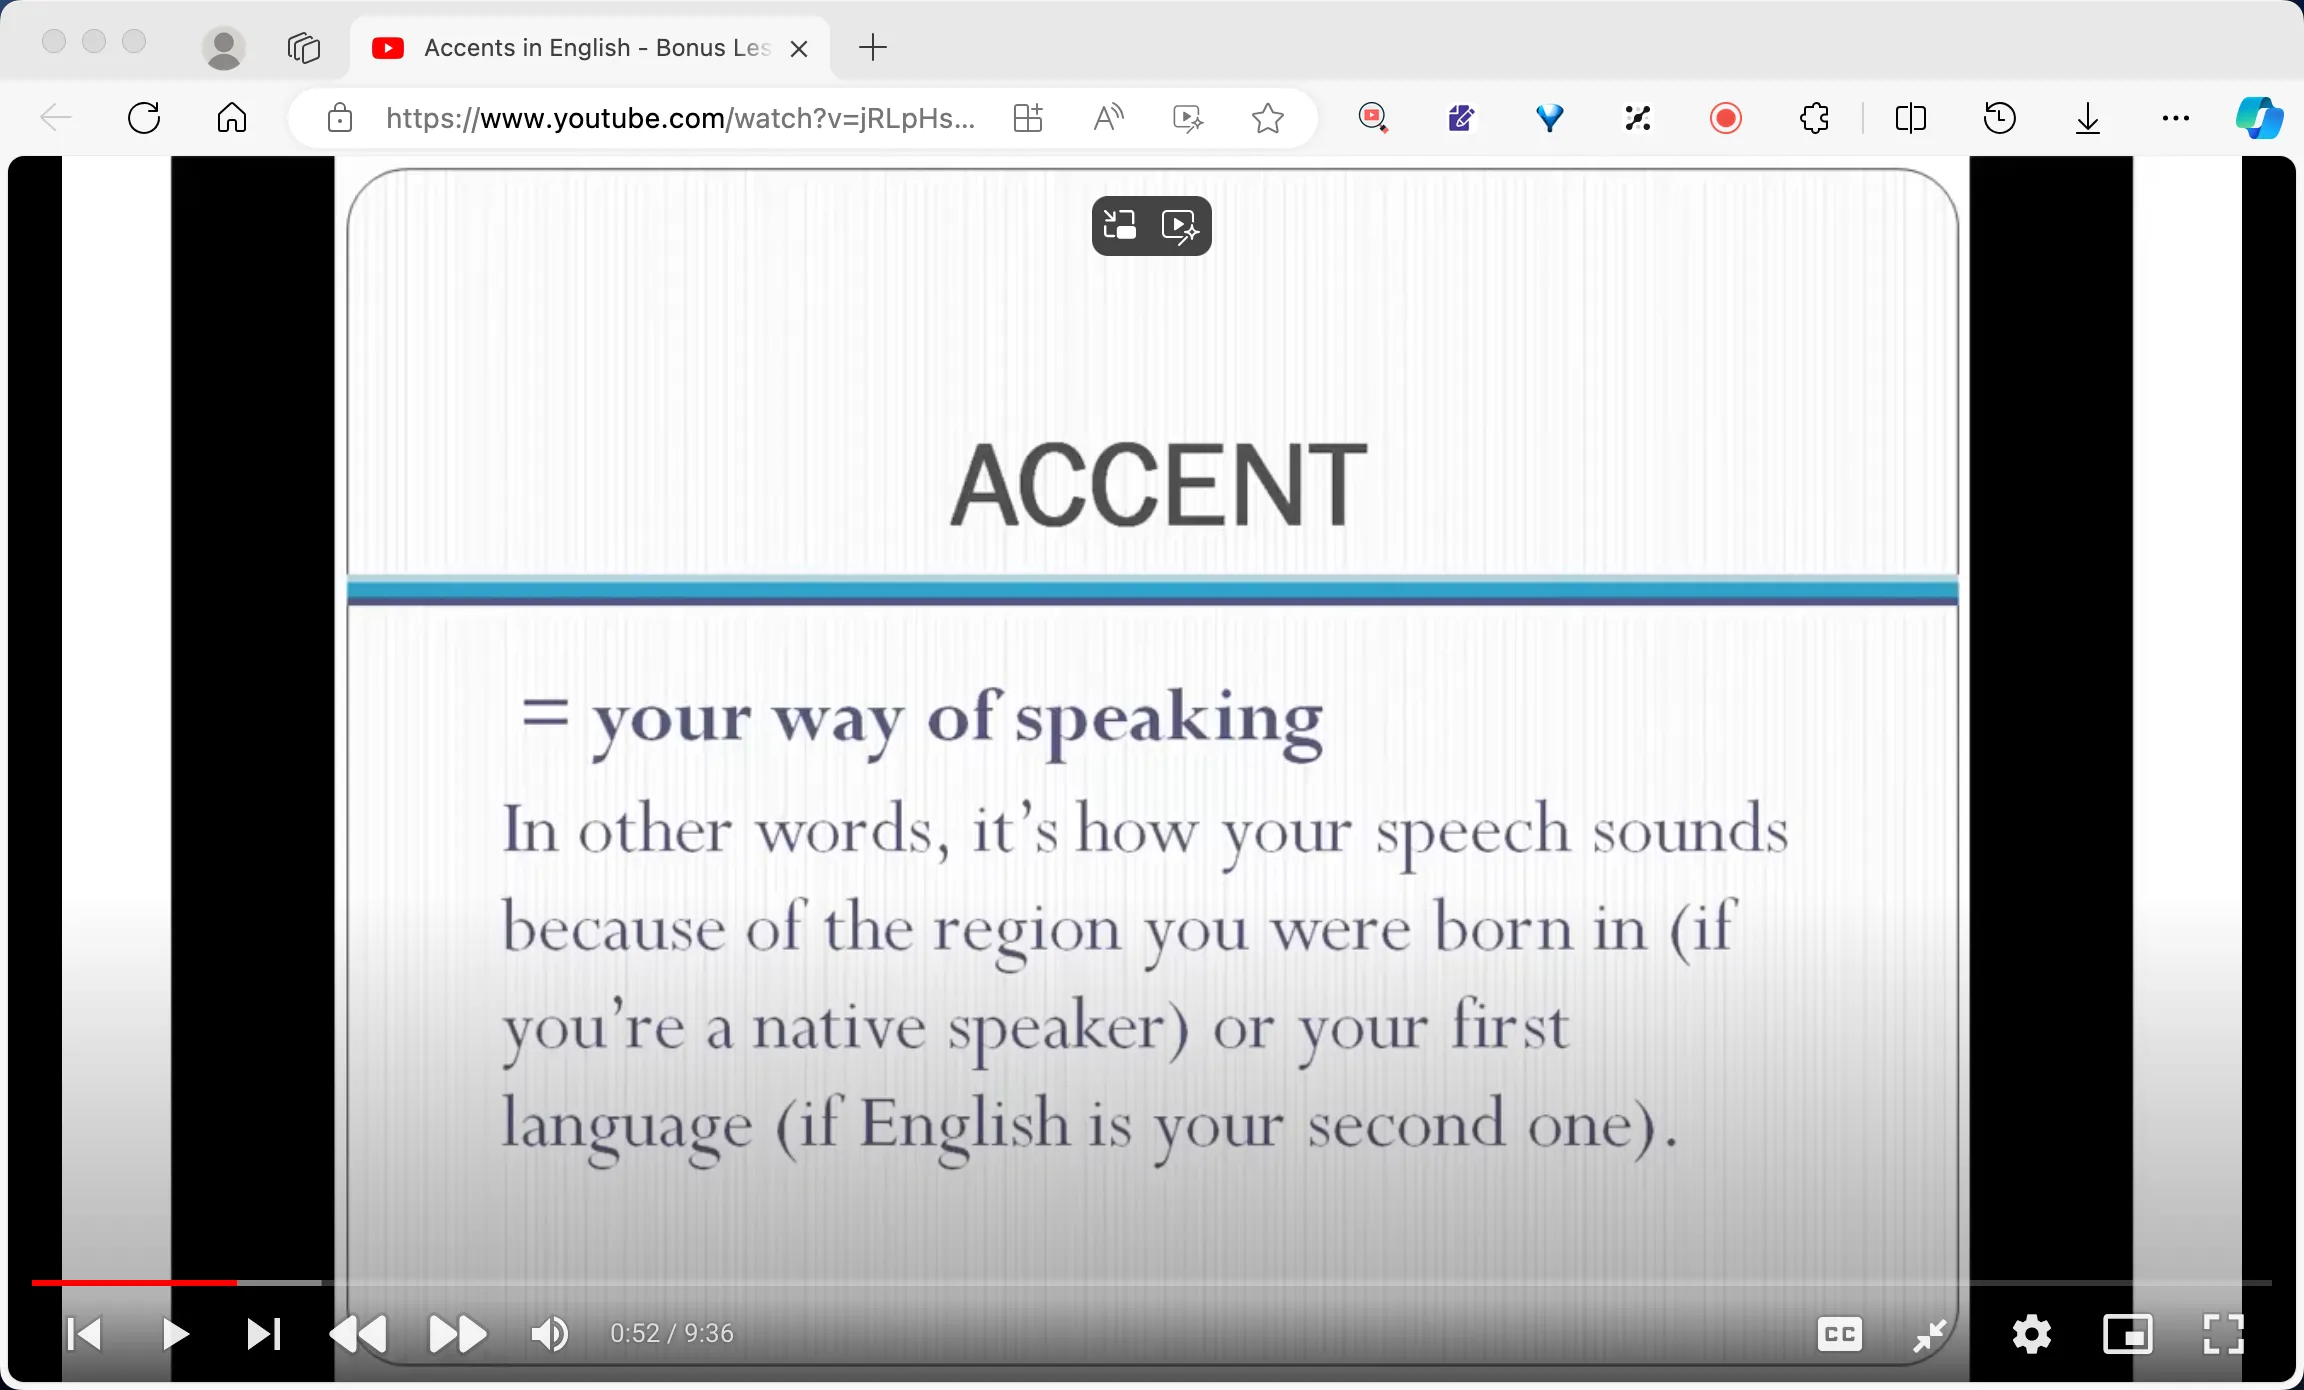 Accents in English - Bonus Les
https://www.youtube.com/watch?v=jRLpHs...
ACCENT
= your way of speaking
In other words, it’s how your speech sounds
because of the region you were born in (if
you’re a native speaker) or your first
language (if English is your second one).
0:52 / 9:36
CC